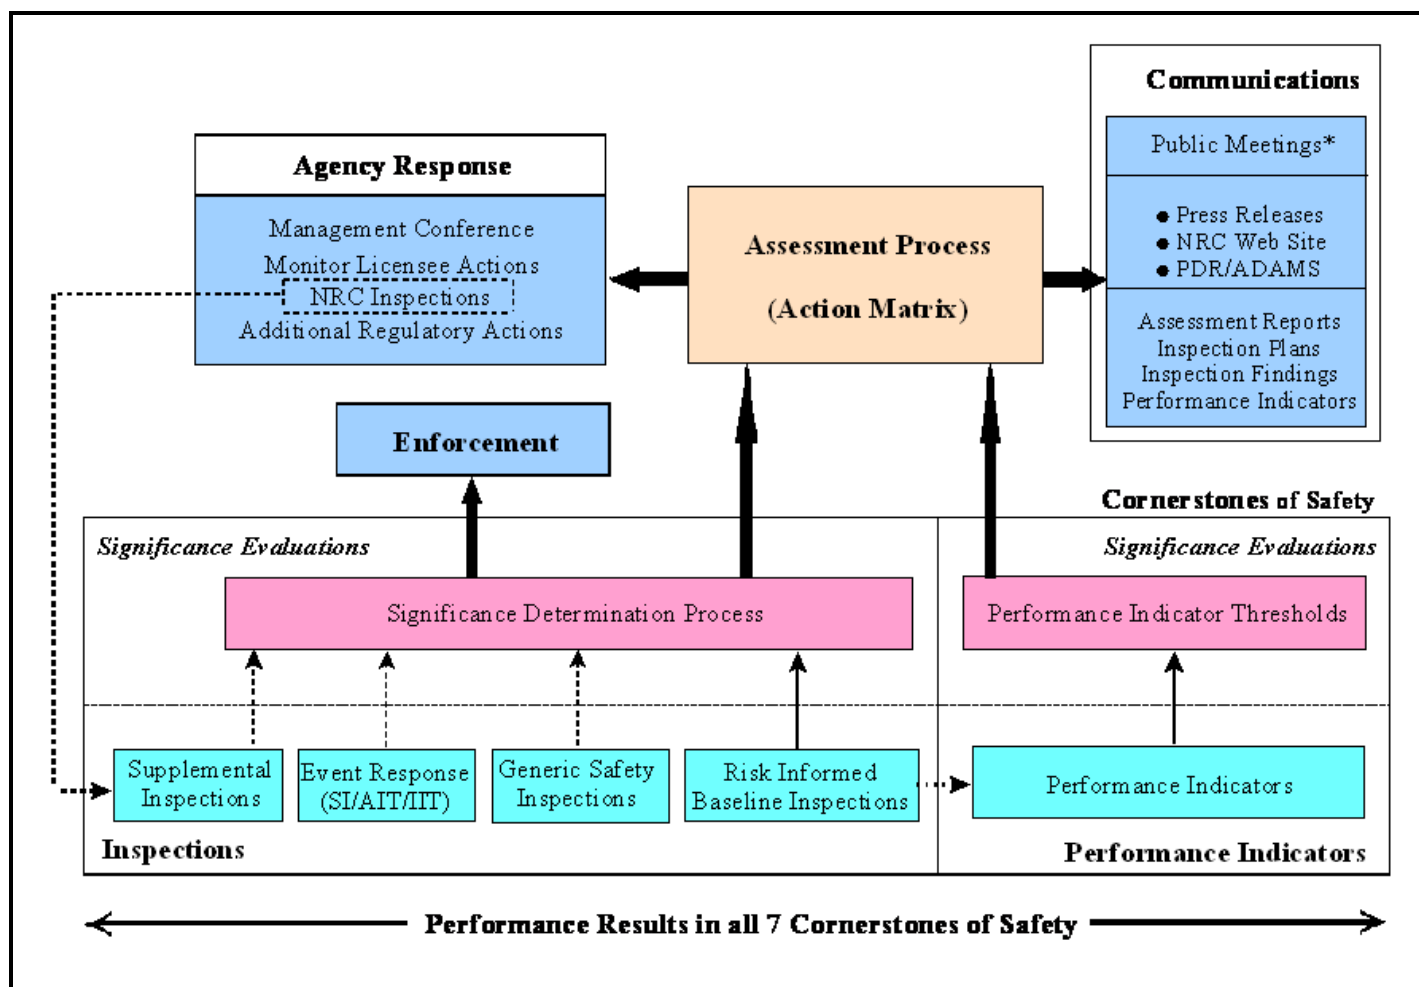 Communications
Public Meetings*
● Press Releases
● NRC Web Site
● PDR/ADAMS
Assessment Reports
Inspection Plans
Inspection Findings
Performance Indicators
Agency Response
Management Conference
Monitor Licensee Actions
NRC Inspections
Additional Regulatory Actions
Assessment Process
(Action Matrix)
Enforcement
Cornerstones of Safety
Significance Evaluations
Significance Evaluations
Significance Determination Process
Performance Indicator Thresholds
Supplemental
Inspections
Event Response
(SI/AIT/IIT)
Generic Safety
Inspections
Risk Informed
Baseline Inspections
Performance Indicators
Inspections
Performance Indicators
Performance Results in all 7 Cornerstones of Safety